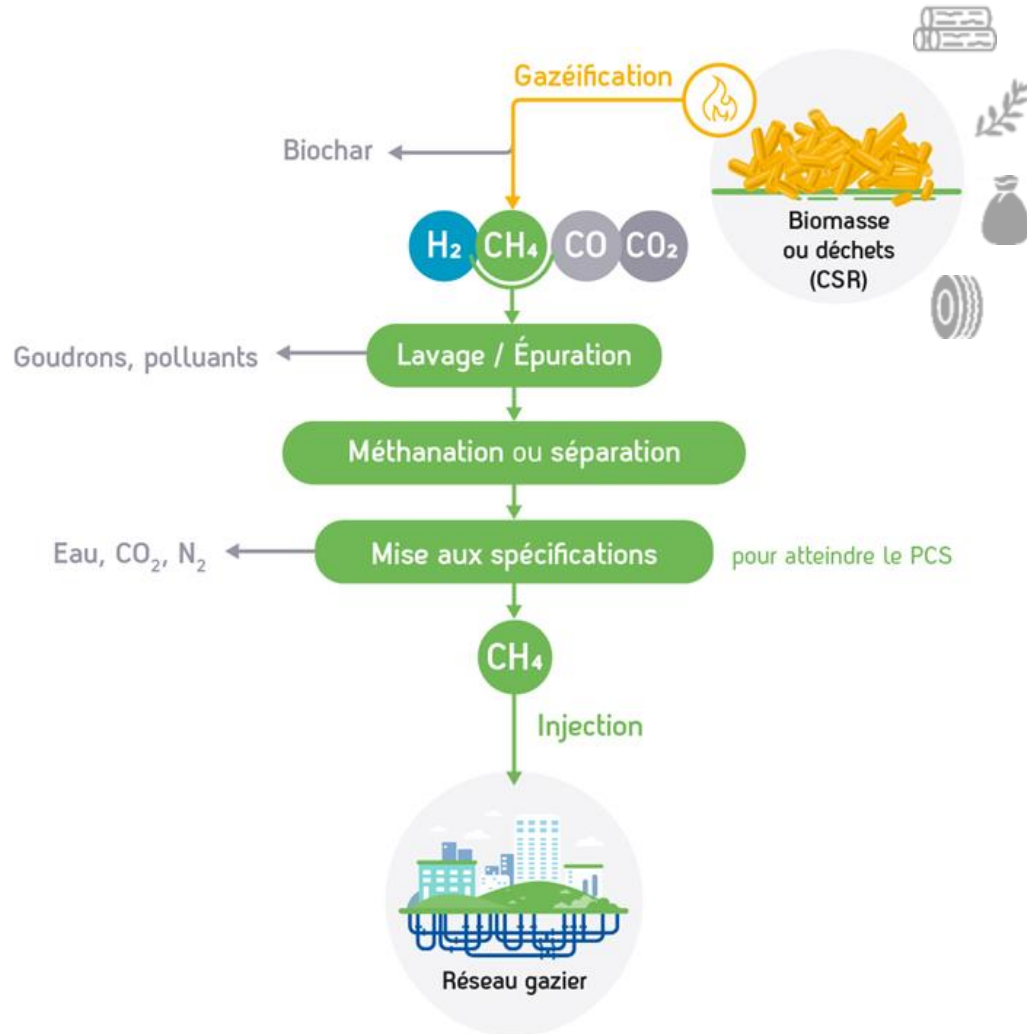 Gazéification
Biochar
H₂ CH₄ CO CO₂
Biomasse
ou déchets
(CSR)
Goudrons, polluants
Lavage / Épuration
Méthanation ou séparation
Eau, CO₂, N₂
Mise aux spécifications
pour atteindre le PCS
CH₄
Injection
Réseau gazier